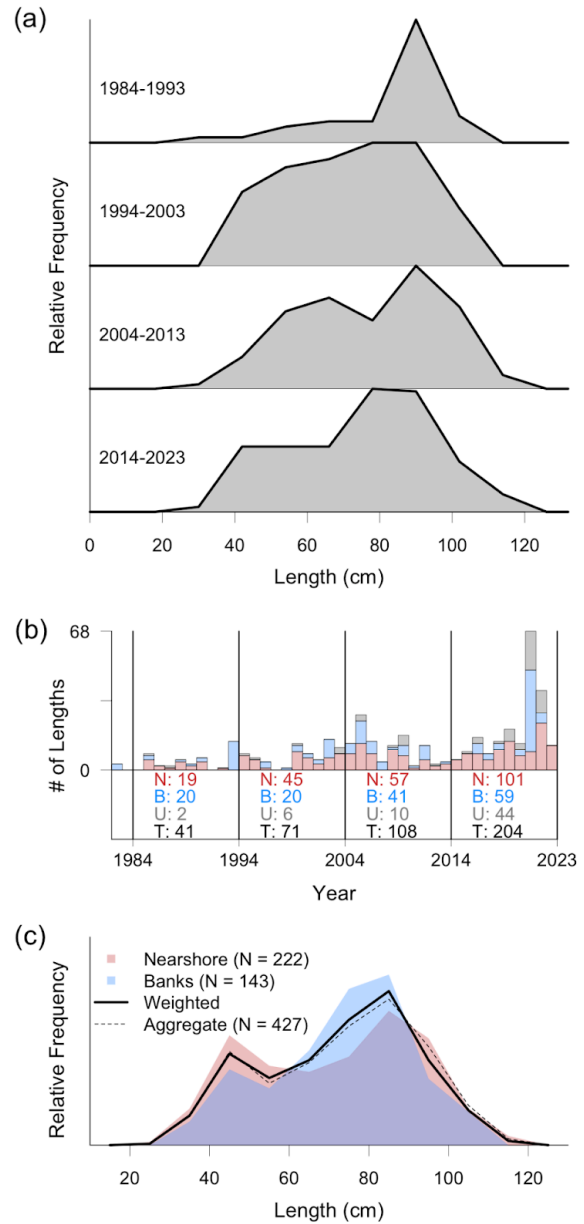 (a)
1984-1993
1994-2003
2004-2013
2014-2023
Relative Frequency
0 20 40 60 80 100 120
Length (cm)
(b)
68
0
# of Lengths
N: 19 N: 45 N: 57 N: 101
B: 20 B: 20 B: 41 B: 59
U: 2 U: 6 U: 10 U: 44
T: 41 T: 71 T: 108 T: 204
1984 1994 2004 2014 2023
Year
(c)
Nearshore (N = 222)
Banks (N = 143)
Weighted
Aggregate (N = 427)
Relative Frequency
20 40 60 80 100 120
Length (cm)